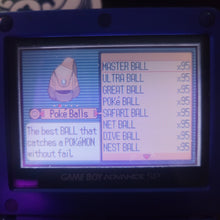 Poké Balls
The best BALL that
catches a POKéMON
without fail.
MASTER BALL x95
ULTRA BALL x95
GREAT BALL x95
POKé BALL x95
SAFARI BALL x95
NET BALL x95
DIVE BALL x95
NEST BALL x95
GAME BOY ADVANCE SP